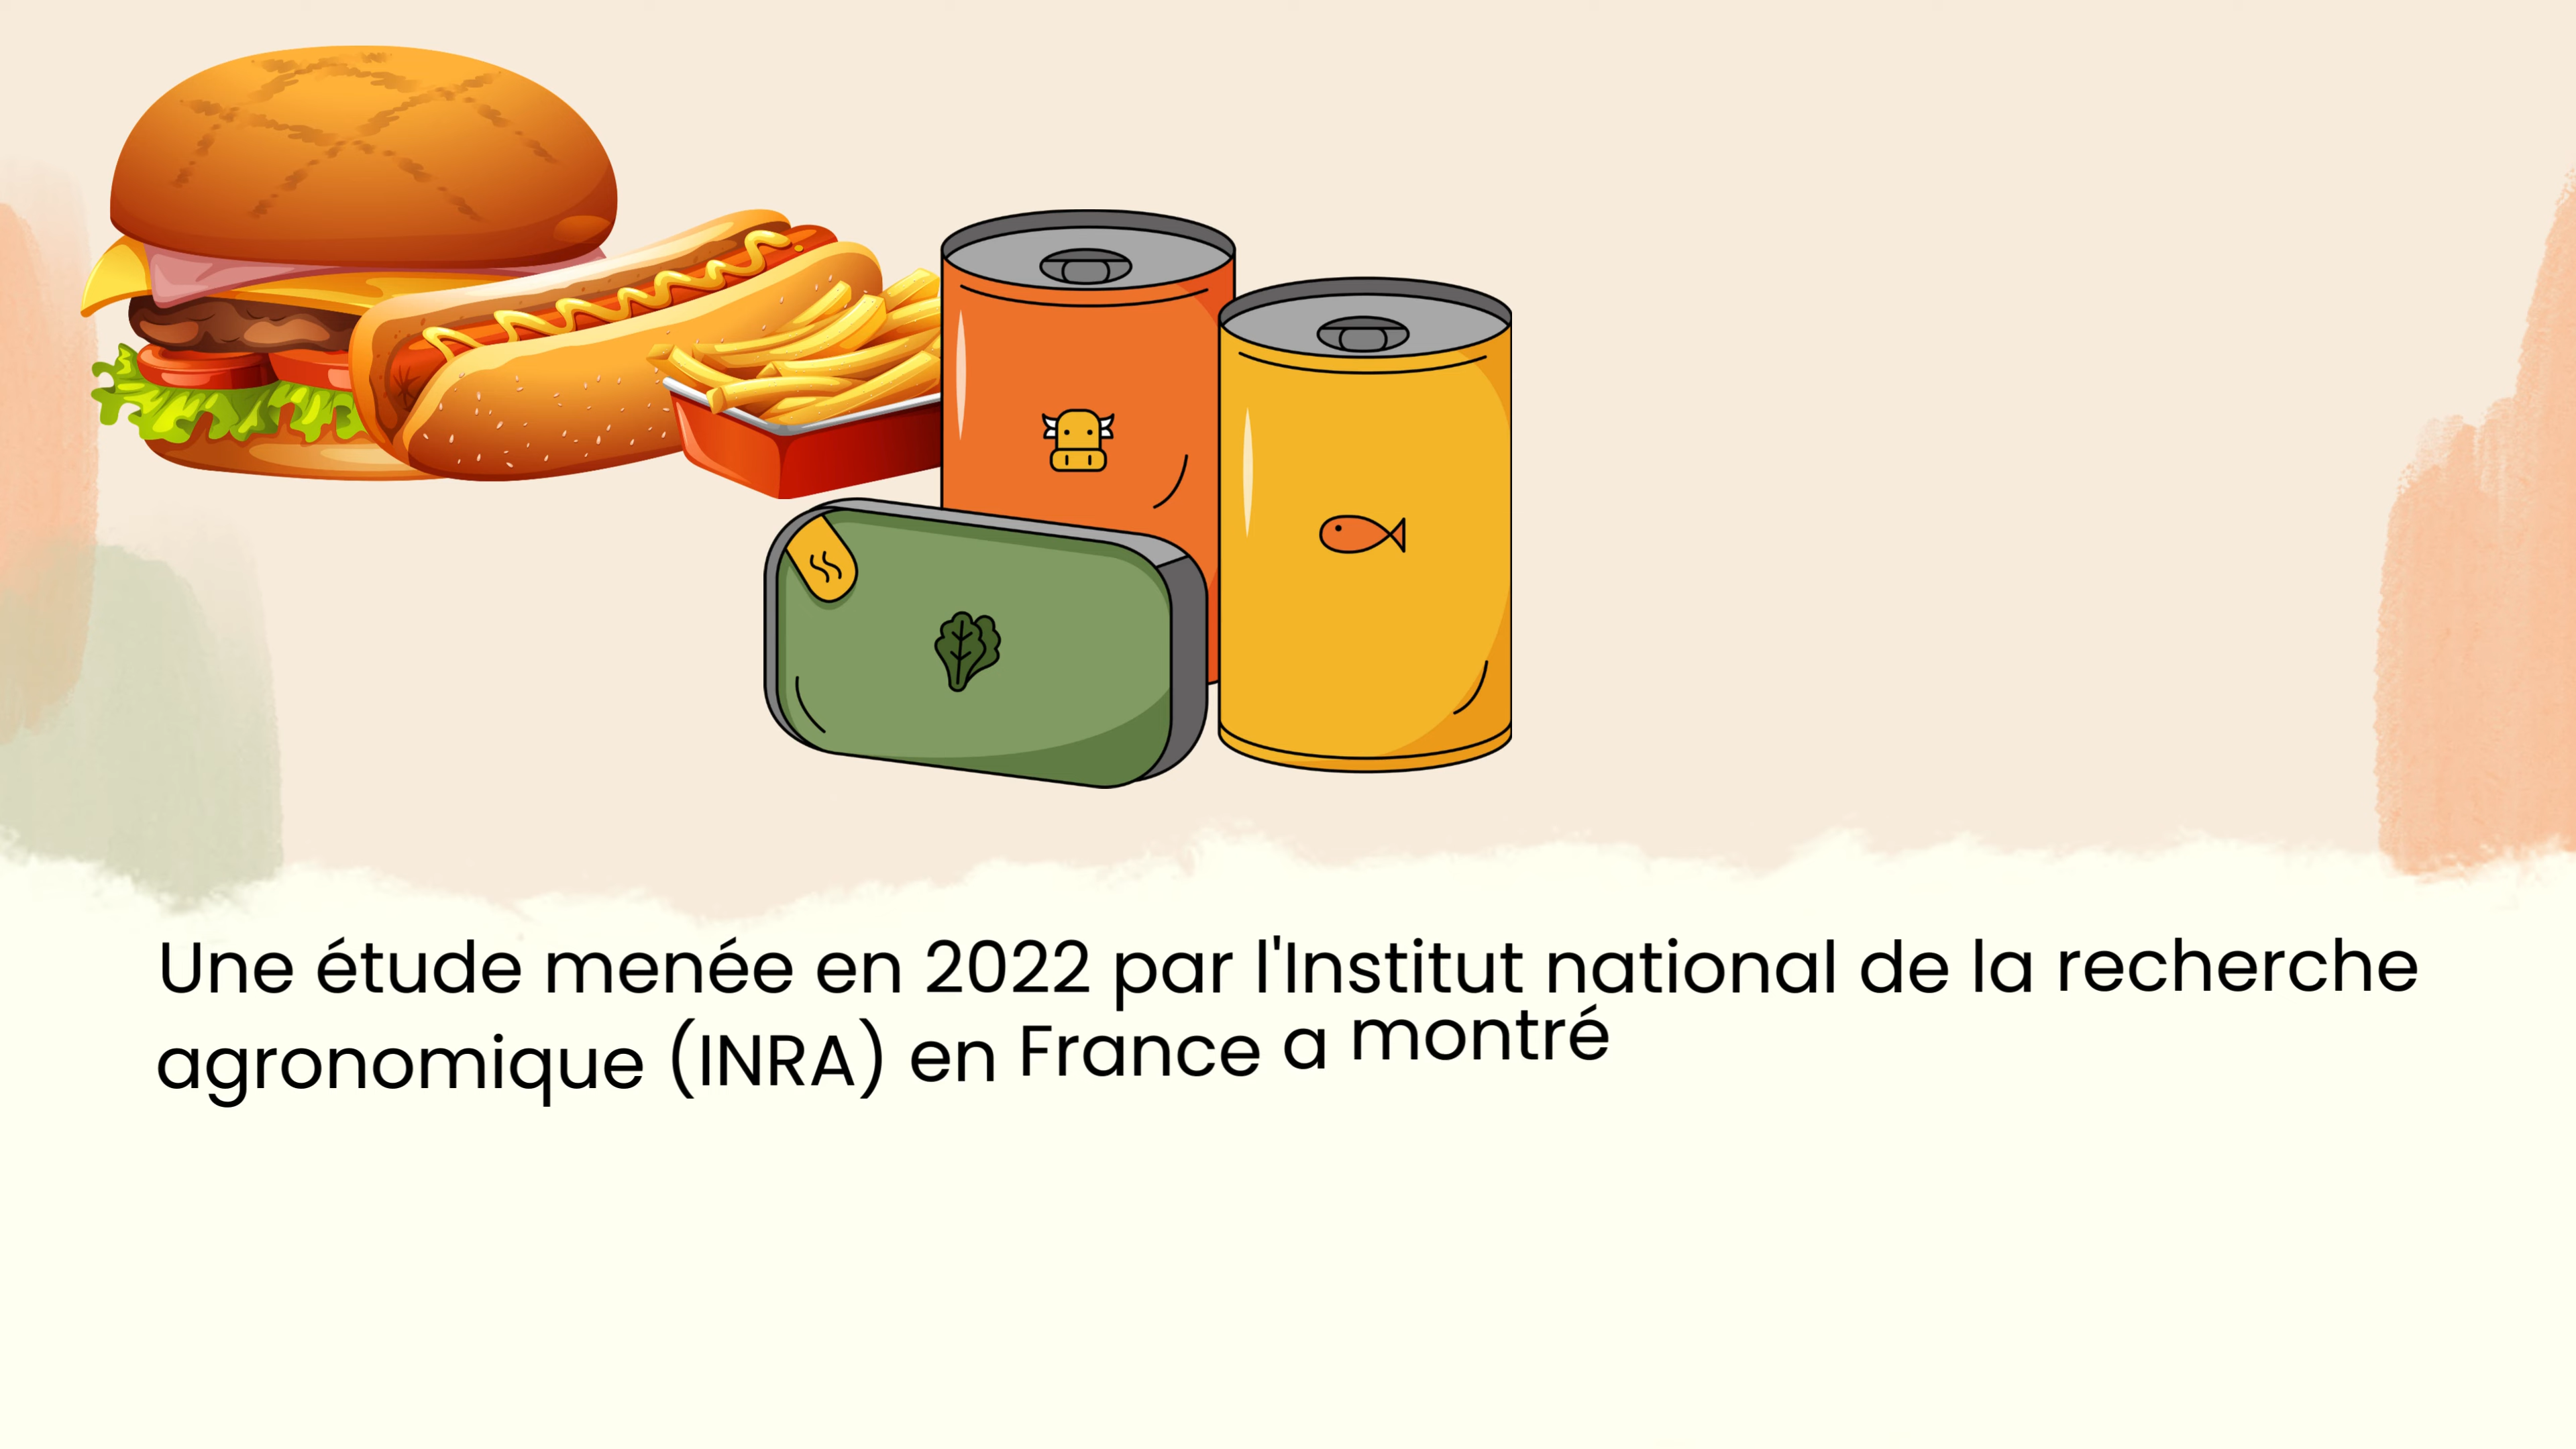 Une étude menée en 2022 par l'Institut national de la recherche
agronomique (INRA) en France a montré